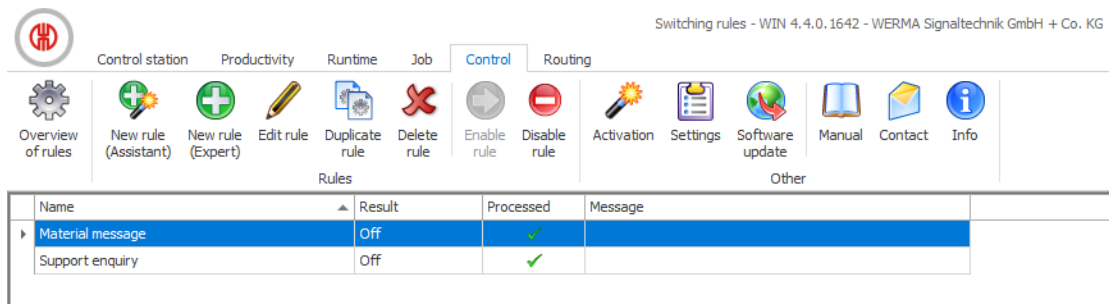 Switching rules - WIN 4.4.0.1642 - WERMA Signaltechnik GmbH + Co. KG
Control station Productivity Runtime Job Control Routing
Overview of rules
New rule (Assistant)
New rule (Expert)
Edit rule
Duplicate rule
Delete rule
Enable rule
Disable rule
Activation
Settings
Software update
Manual
Contact
Info
Rules
Other
Name Result Processed Message
Material message Off
Support enquiry Off